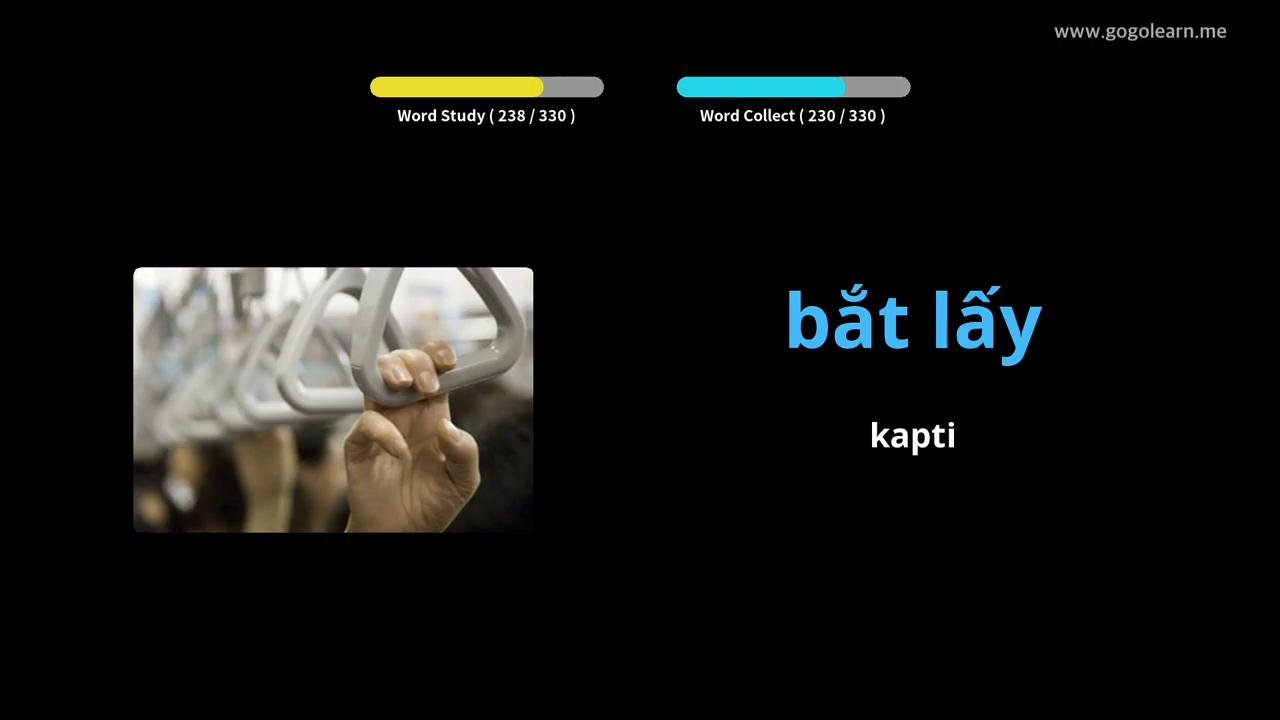 www.gogolearn.me
Word Study ( 238 / 330 )
Word Collect ( 230 / 330 )
bắt lấy
kapti